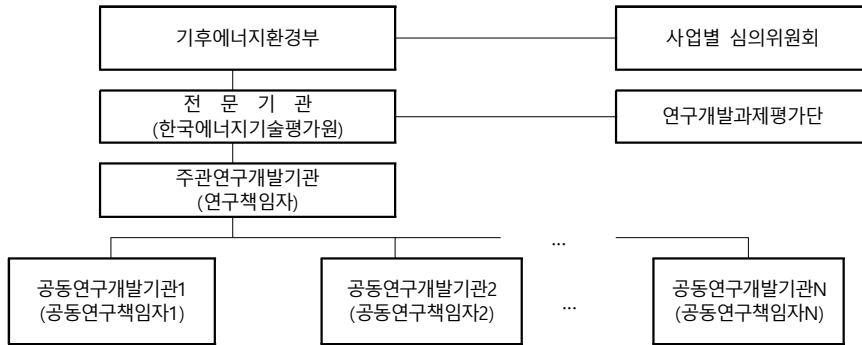 기후에너지환경부
사업별 심의위원회
전 문 기 관
(한국에너지기술평가원)
연구개발과제평가단
주관연구개발기관
(연구책임자)
...
공동연구개발기관1
(공동연구책임자1)
공동연구개발기관2
(공동연구책임자2)
...
공동연구개발기관N
(공동연구책임자N)